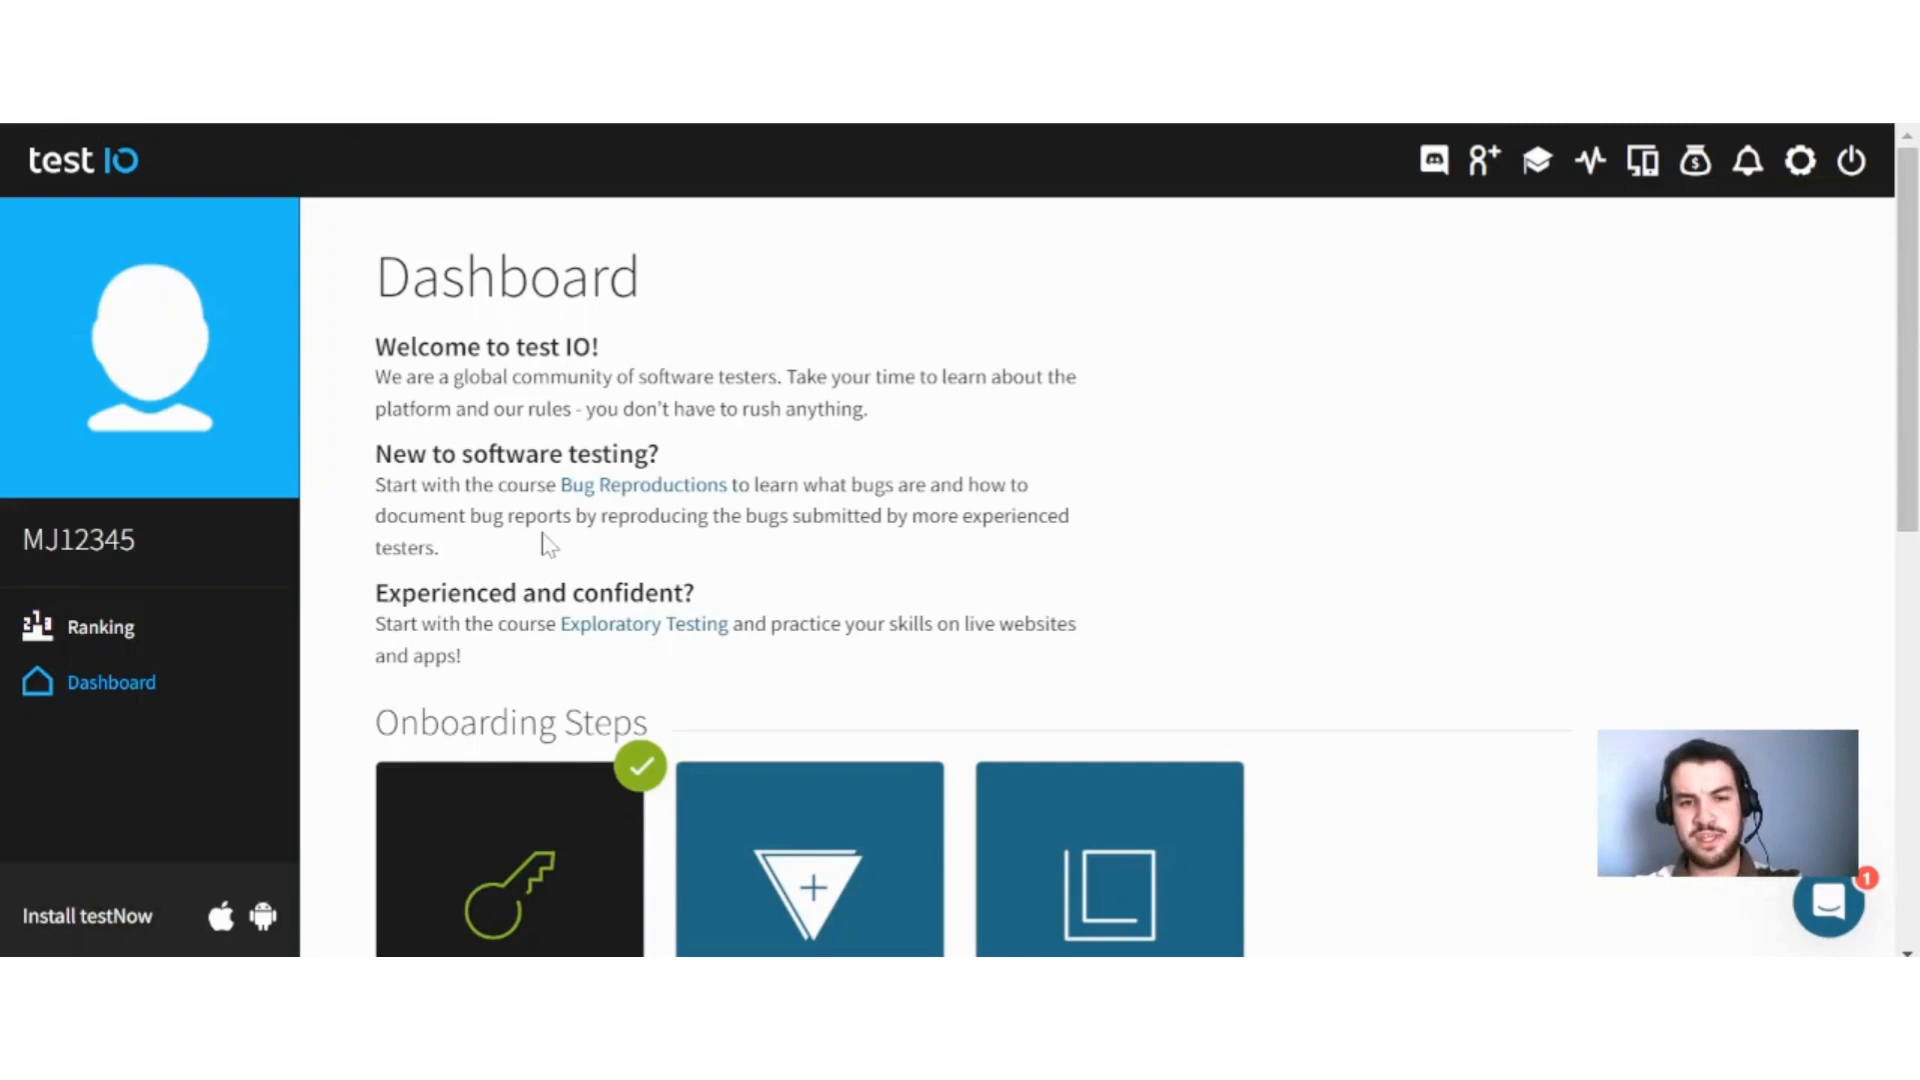 test IO
Dashboard
Welcome to test IO!
We are a global community of software testers. Take your time to learn about the
platform and our rules - you don't have to rush anything.
New to software testing?
Start with the course Bug Reproductions to learn what bugs are and how to
document bug reports by reproducing the bugs submitted by more experienced
testers.
Experienced and confident?
Start with the course Exploratory Testing and practice your skills on live websites
and apps!
Onboarding Steps
MJ12345
Ranking
Dashboard
Install testNow
1